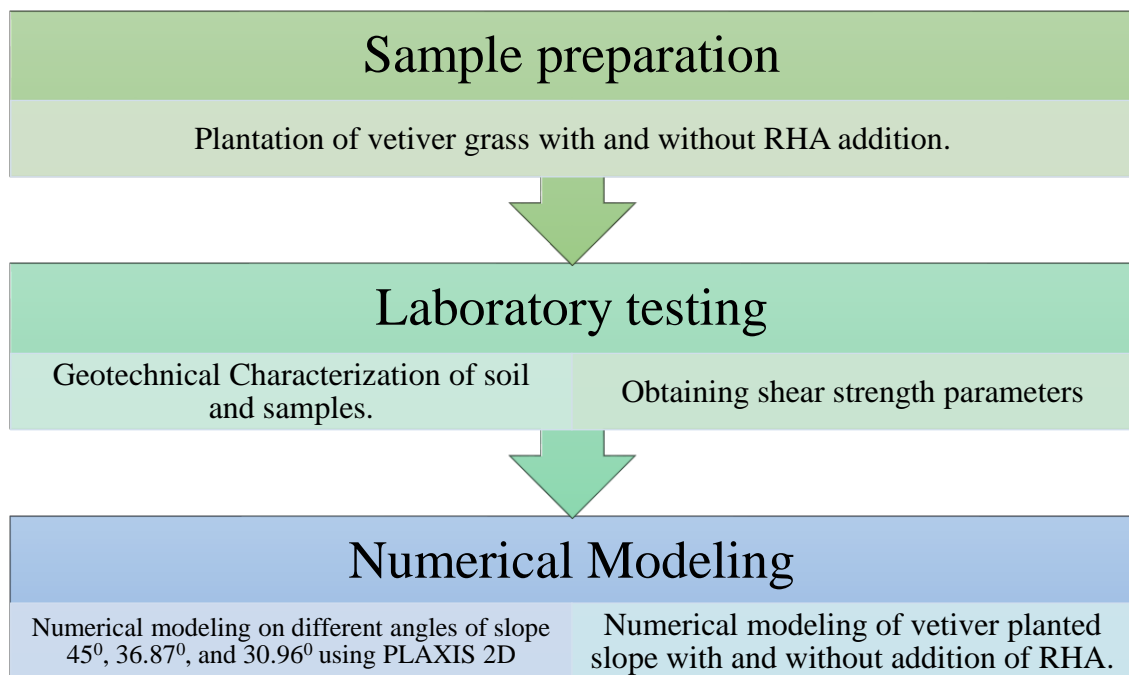 Sample preparation
Plantation of vetiver grass with and without RHA addition.
Laboratory testing
Geotechnical Characterization of soil
and samples.
Obtaining shear strength parameters
Numerical Modeling
Numerical modeling on different angles of slope
45⁰, 36.87⁰, and 30.96⁰ using PLAXIS 2D
Numerical modeling of vetiver planted
slope with and without addition of RHA.